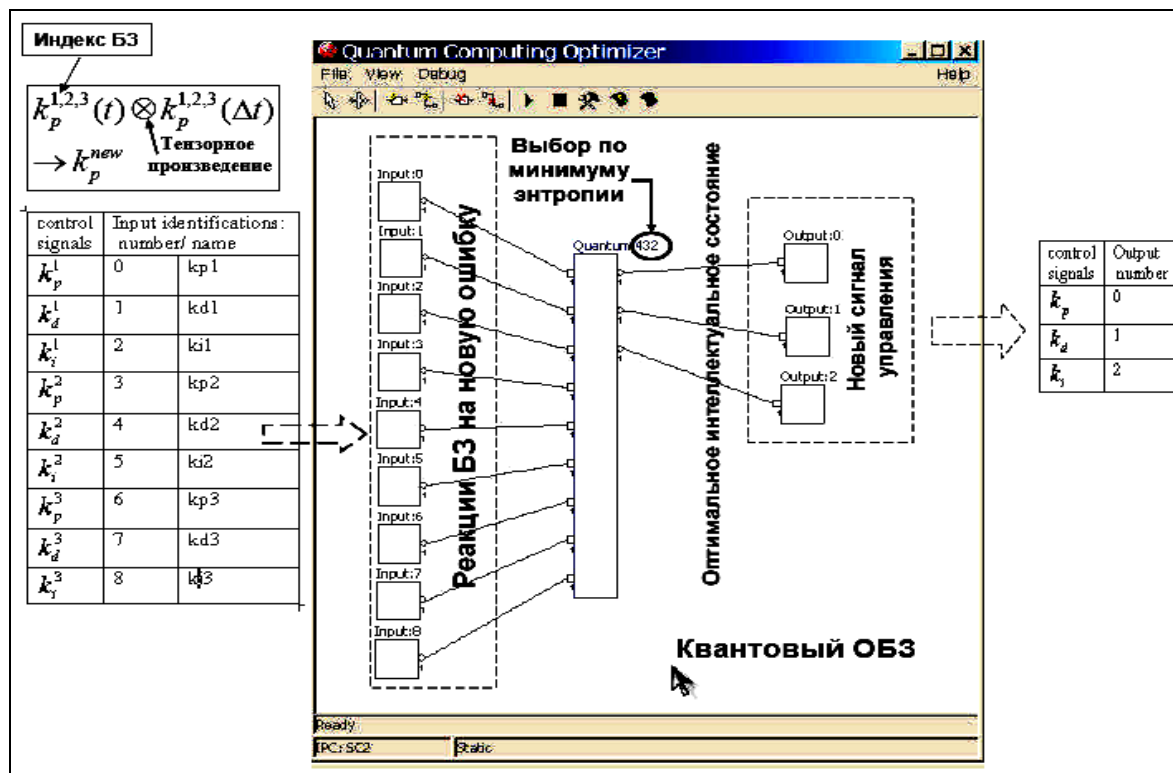 Индекс БЗ
k_p^{1,2,3}(t) ⊗ k_p^{1,2,3}(Δt)
→ k_p^{new}
Тензорное
произведение
control signals | Input identifications: number/ name
k_p^1 | 0 | kp1
k_d^1 | 1 | kd1
k_i^1 | 2 | ki1
k_p^2 | 3 | kp2
k_d^2 | 4 | kd2
k_i^2 | 5 | ki2
k_p^3 | 6 | kp3
k_d^3 | 7 | kd3
k_i^3 | 8 | ki3
Quantum Computing Optimizer
File View Debug Help
Input:0
Input:1
Input:2
Input:3
Input:4
Input:5
Input:6
Input:7
Input:8
Реакции БЗ на новую ошибку
Выбор по
минимуму
энтропии
Quantum 432
Оптимальное интеллектуальное состояние
Output:0
Output:1
Output:2
Новый сигнал
управления
Квантовый ОБЗ
Ready
IPC: SC2 Static
control signals | Output number
k_p | 0
k_d | 1
k_i | 2